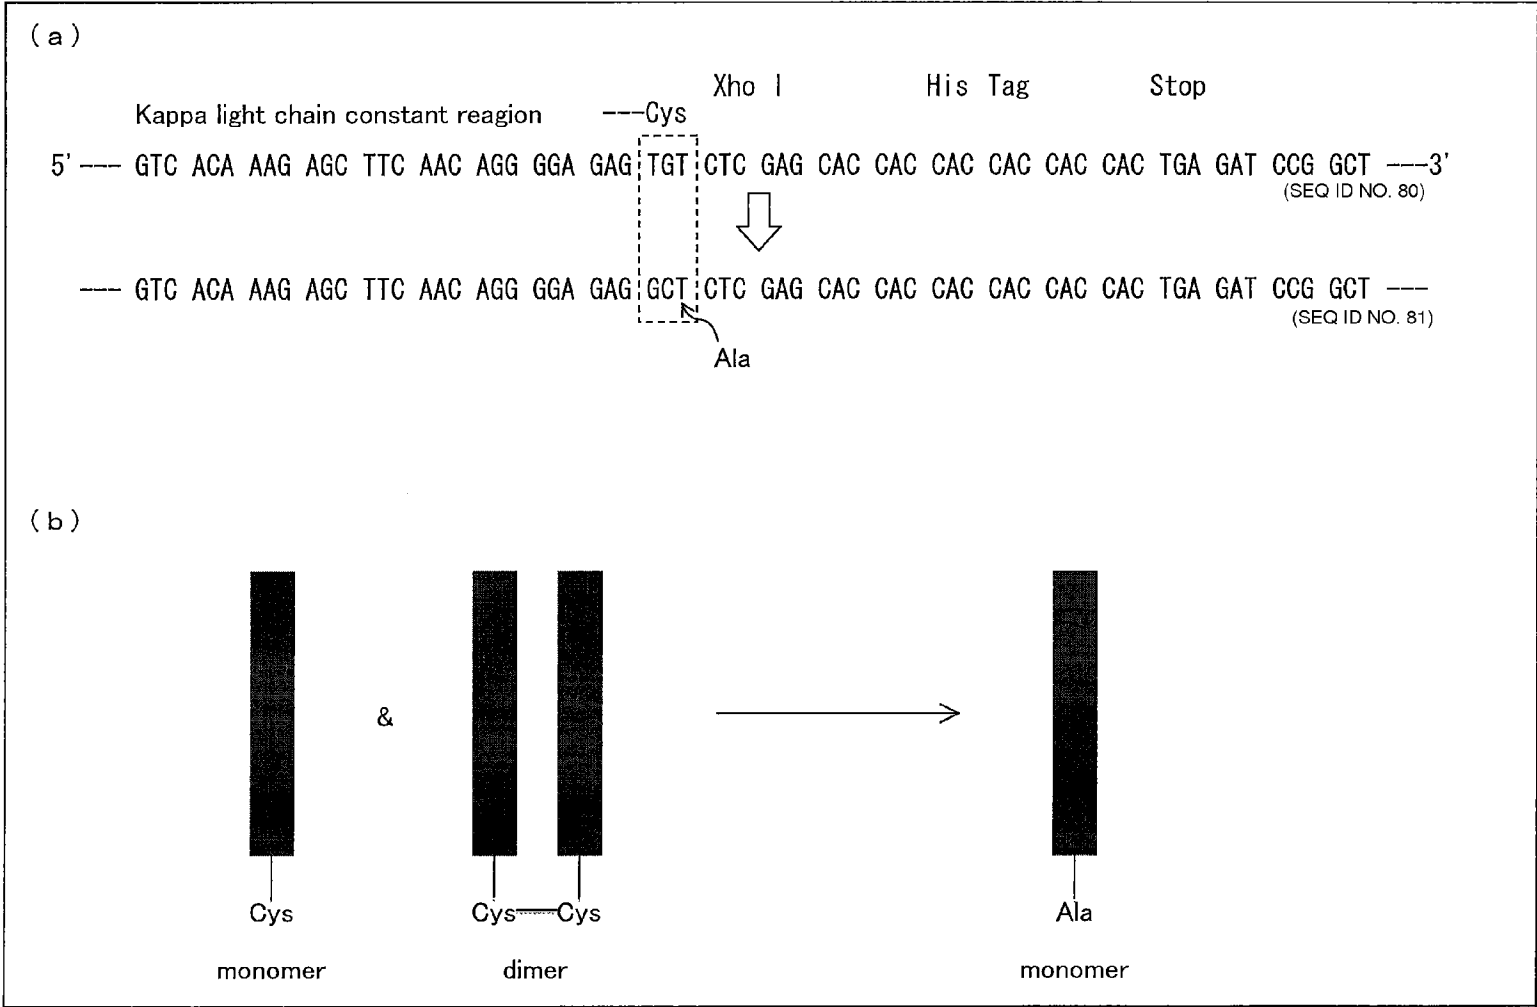 (a)
Xho I His Tag Stop
Kappa light chain constant reagion ---Cys
5' --- GTC ACA AAG AGC TTC AAC AGG GGA GAG TGT CTC GAG CAC CAC CAC CAC CAC CAC TGA GAT CCG GCT ---3'
(SEQ ID NO. 80)
--- GTC ACA AAG AGC TTC AAC AGG GGA GAG GCT CTC GAG CAC CAC CAC CAC CAC CAC TGA GAT CCG GCT ---
(SEQ ID NO. 81)
Ala
(b)
&
Cys Cys Cys Ala
monomer dimer monomer